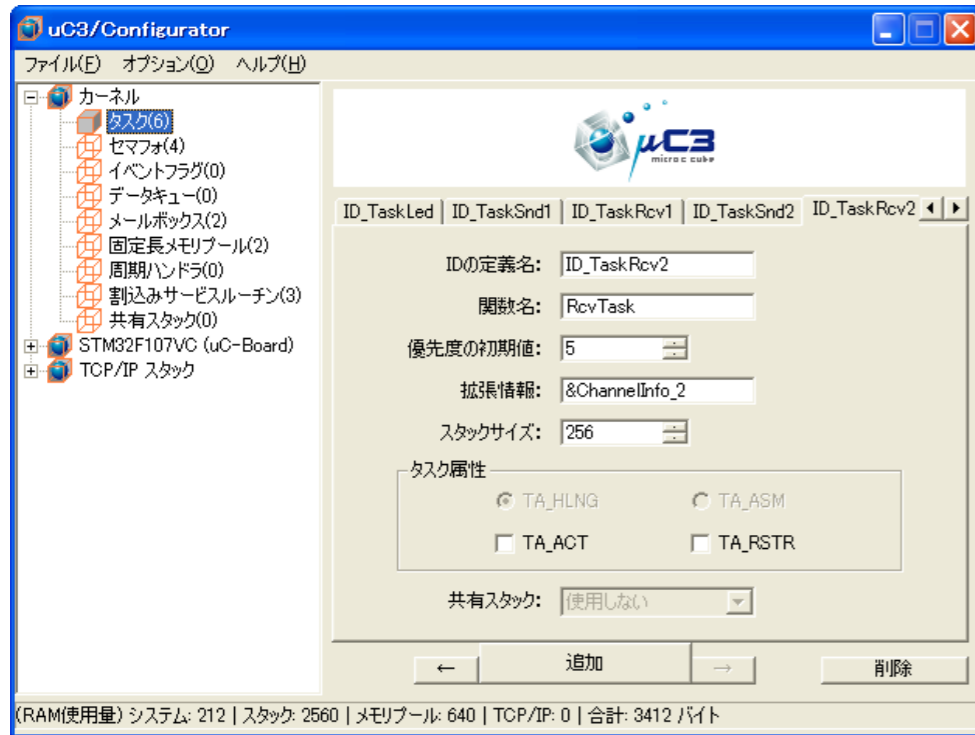 uC3/Configurator
ファイル(F) オプション(O) ヘルプ(H)
カーネル
タスク(6)
セマフォ(4)
イベントフラグ(0)
データキュー(0)
メールボックス(2)
固定長メモリプール(2)
周期ハンドラ(0)
割込みサービスルーチン(3)
共有スタック(0)
STM32F107VC (uC-Board)
TCP/IP スタック
μC3
micro c cube
ID_TaskLed ID_TaskSnd1 ID_TaskRcv1 ID_TaskSnd2 ID_TaskRcv2
IDの定義名: ID_TaskRcv2
関数名: RcvTask
優先度の初期値: 5
拡張情報: &ChannelInfo_2
スタックサイズ: 256
タスク属性
TA_HLNG TA_ASM
TA_ACT TA_RSTR
共有スタック: 使用しない
← 追加 → 削除
(RAM使用量) システム: 212 | スタック: 2560 | メモリプール: 640 | TCP/IP: 0 | 合計: 3412 バイト